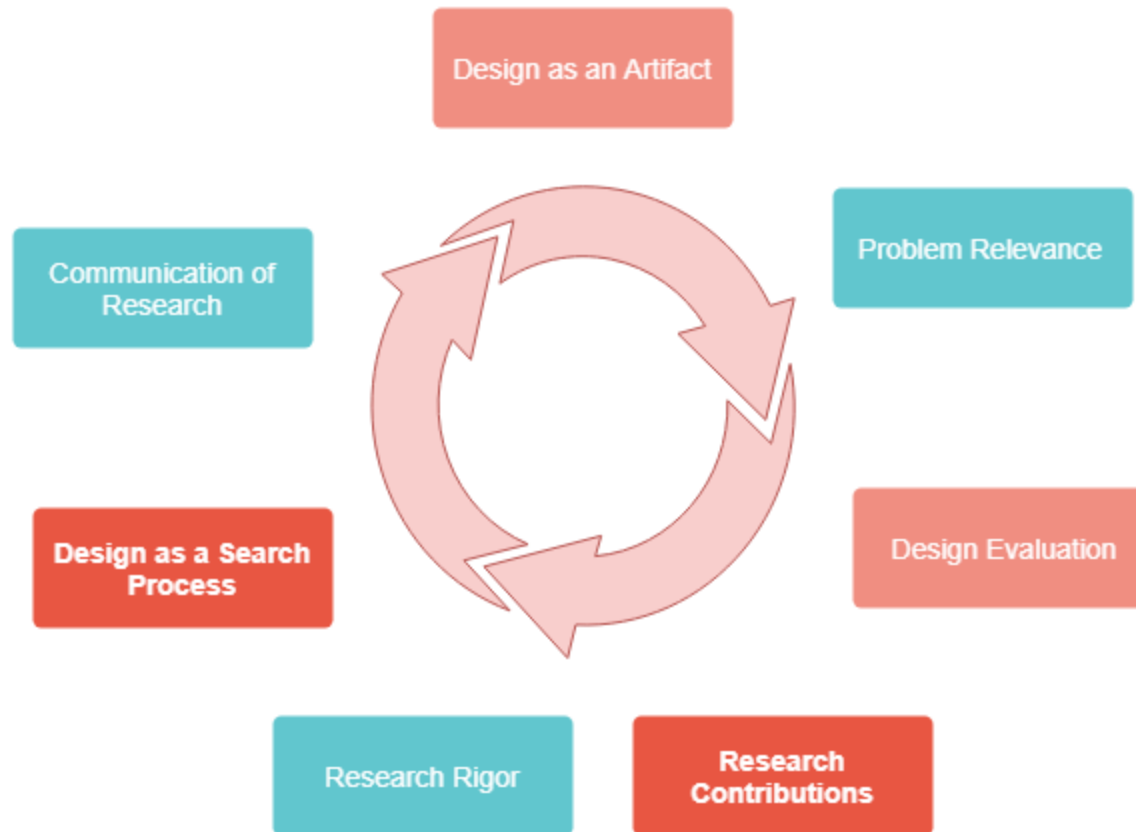 Design as an Artifact
Problem Relevance
Communication of
Research
Design as a Search
Process
Design Evaluation
Research Rigor
Research
Contributions